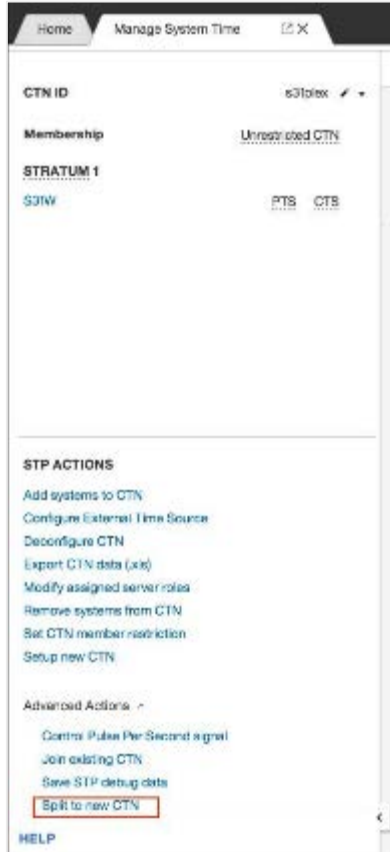 Home Manage System Time
CTN ID s31plex
Membership Unrestricted CTN
STRATUM 1
S31W PTS CTS
STP ACTIONS
Add systems to CTN
Configure External Time Source
Deconfigure CTN
Export CTN data (.xls)
Modify assigned server roles
Remove systems from CTN
Set CTN member restriction
Setup new CTN
Advanced Actions
Control Pulse Per Second signal
Join existing CTN
Save STP debug data
Split to new CTN
HELP